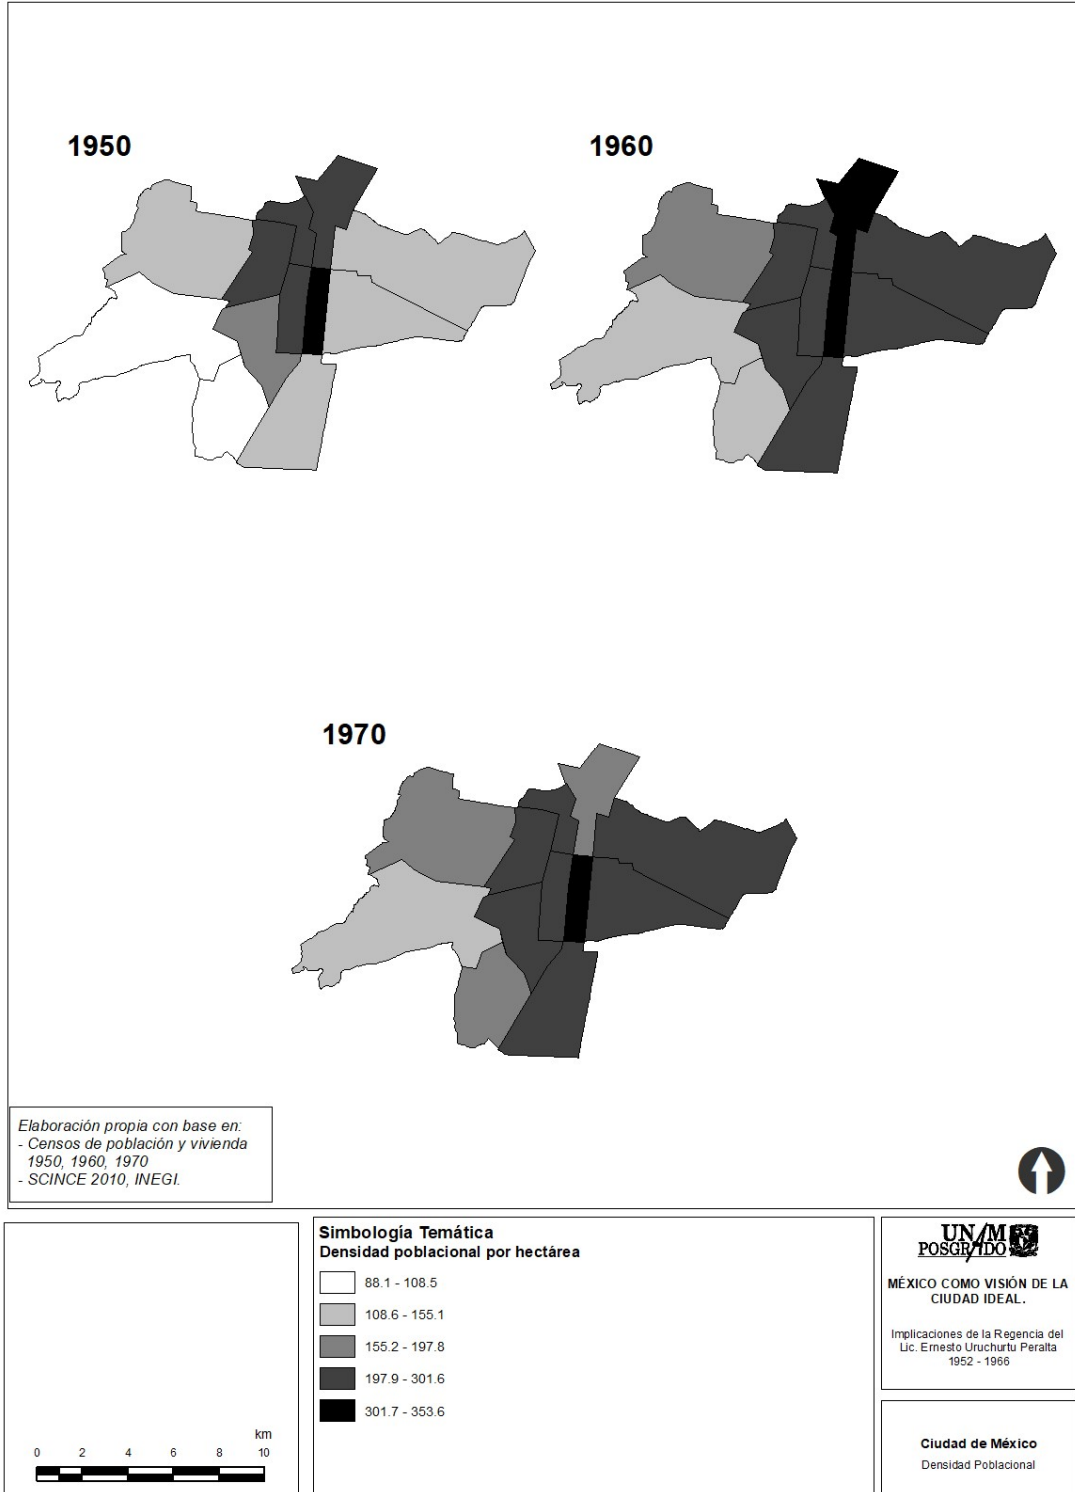 1950
1960
1970
Elaboración propia con base en:
- Censos de población y vivienda
1950, 1960, 1970
- SCINCE 2010, INEGI.
km
0 2 4 6 8 10
Simbología Temática
Densidad poblacional por hectárea
88.1 - 108.5
108.6 - 155.1
155.2 - 197.8
197.9 - 301.6
301.7 - 353.6
UNAM
POSGRADO
MÉXICO COMO VISIÓN DE LA
CIUDAD IDEAL.
Implicaciones de la Regencia del
Lic. Ernesto Uruchurtu Peralta
1952 - 1966
Ciudad de México
Densidad Poblacional